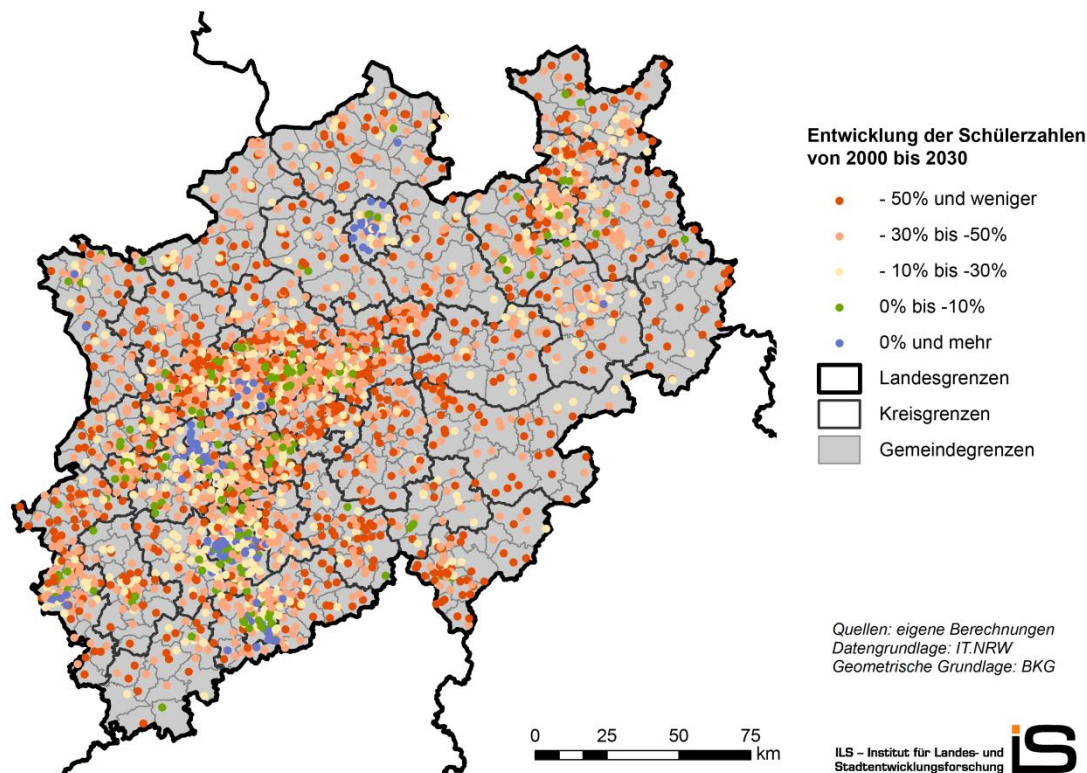 Entwicklung der Schülerzahlen
von 2000 bis 2030
- 50% und weniger
- 30% bis -50%
- 10% bis -30%
0% bis -10%
0% und mehr
Landesgrenzen
Kreisgrenzen
Gemeindegrenzen
Quellen: eigene Berechnungen
Datengrundlage: IT.NRW
Geometrische Grundlage: BKG
0 25 50 75
km
ILS – Institut für Landes- und
Stadtentwicklungsforschung
iLS